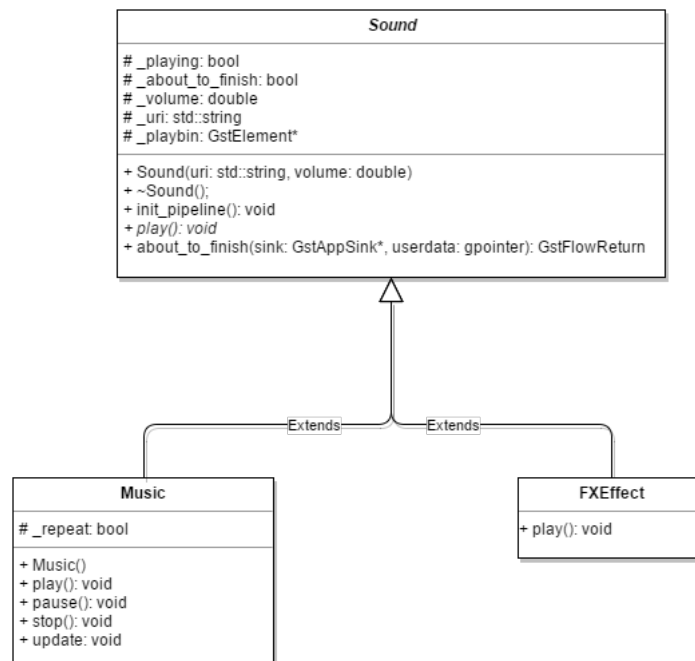 Sound
# _playing: bool
# _about_to_finish: bool
# _volume: double
# _uri: std::string
# _playbin: GstElement*
+ Sound(uri: std::string, volume: double)
+ ~Sound();
+ init_pipeline(): void
+ play(): void
+ about_to_finish(sink: GstAppSink*, userdata: gpointer): GstFlowReturn
Extends
Extends
Music
# _repeat: bool
+ Music()
+ play(): void
+ pause(): void
+ stop(): void
+ update: void
FXEffect
+ play(): void